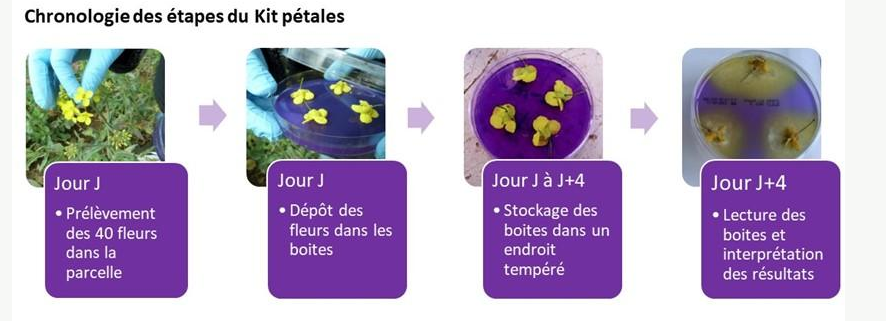 Chronologie des étapes du Kit pétales
Jour J
• Prélèvement
des 40 fleurs
dans la
parcelle
Jour J
• Dépôt des
fleurs dans les
boites
Jour J à J+4
• Stockage des
boites dans un
endroit
tempéré
Jour J+4
• Lecture des
boites et
interprétation
des résultats